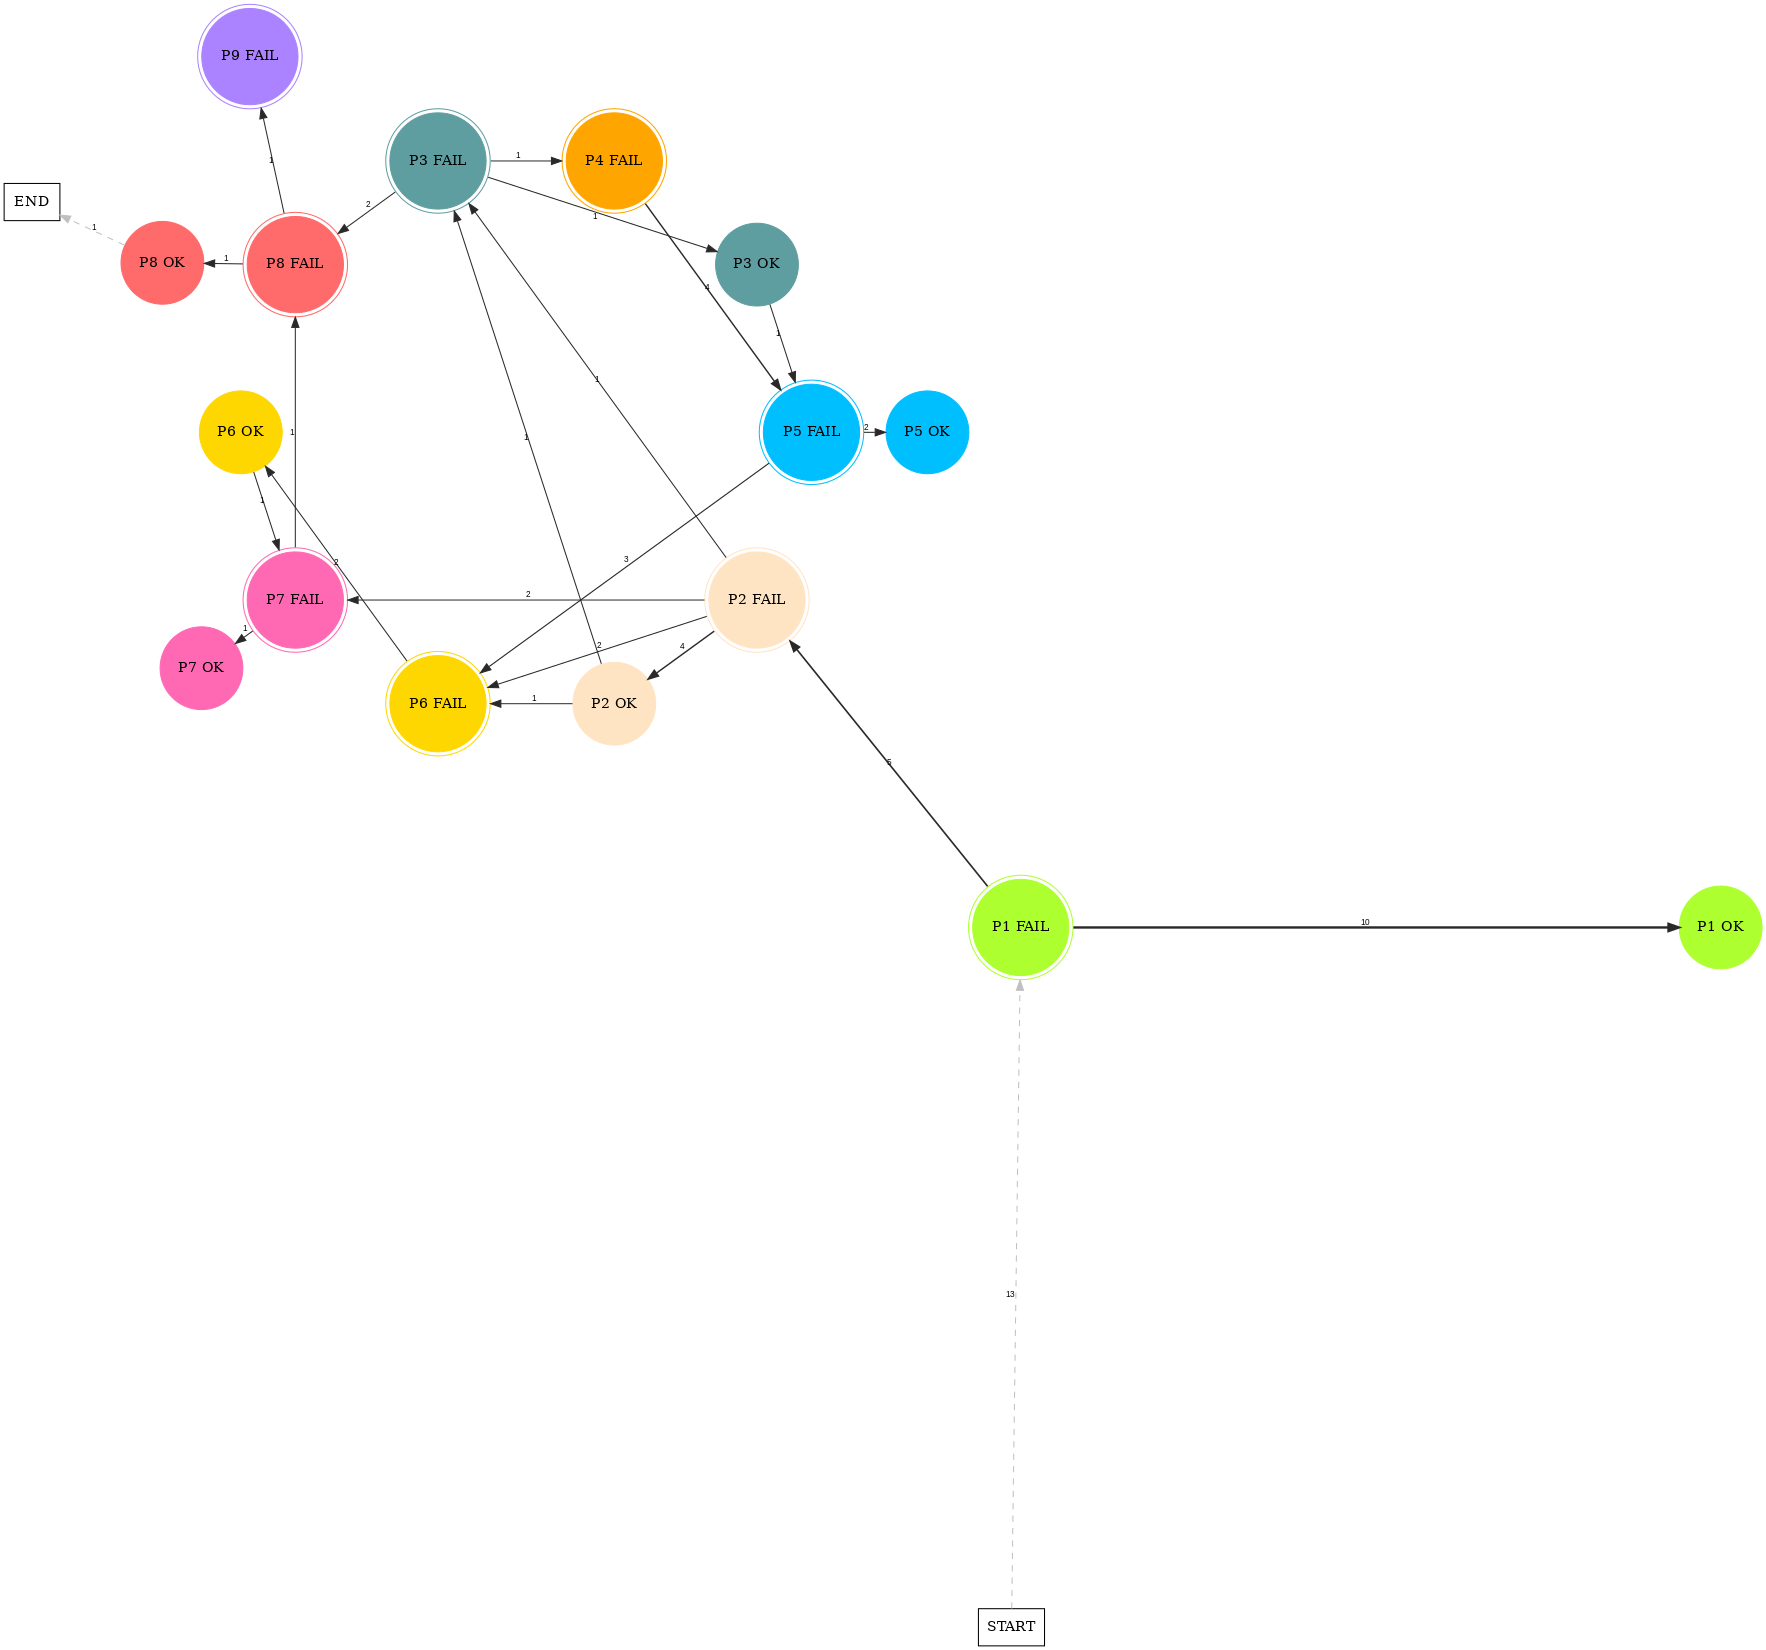 P9 FAIL
P3 FAIL
1
P4 FAIL
1
END
2
1
1
P8 OK
1
P8 FAIL
P3 OK
4
1
1
P6 OK
1
1
P5 FAIL
2
P5 OK
1
2
3
P7 FAIL
2
P2 FAIL
1
2
4
P7 OK
P6 FAIL
1
P2 OK
5
P1 FAIL
10
P1 OK
13
START